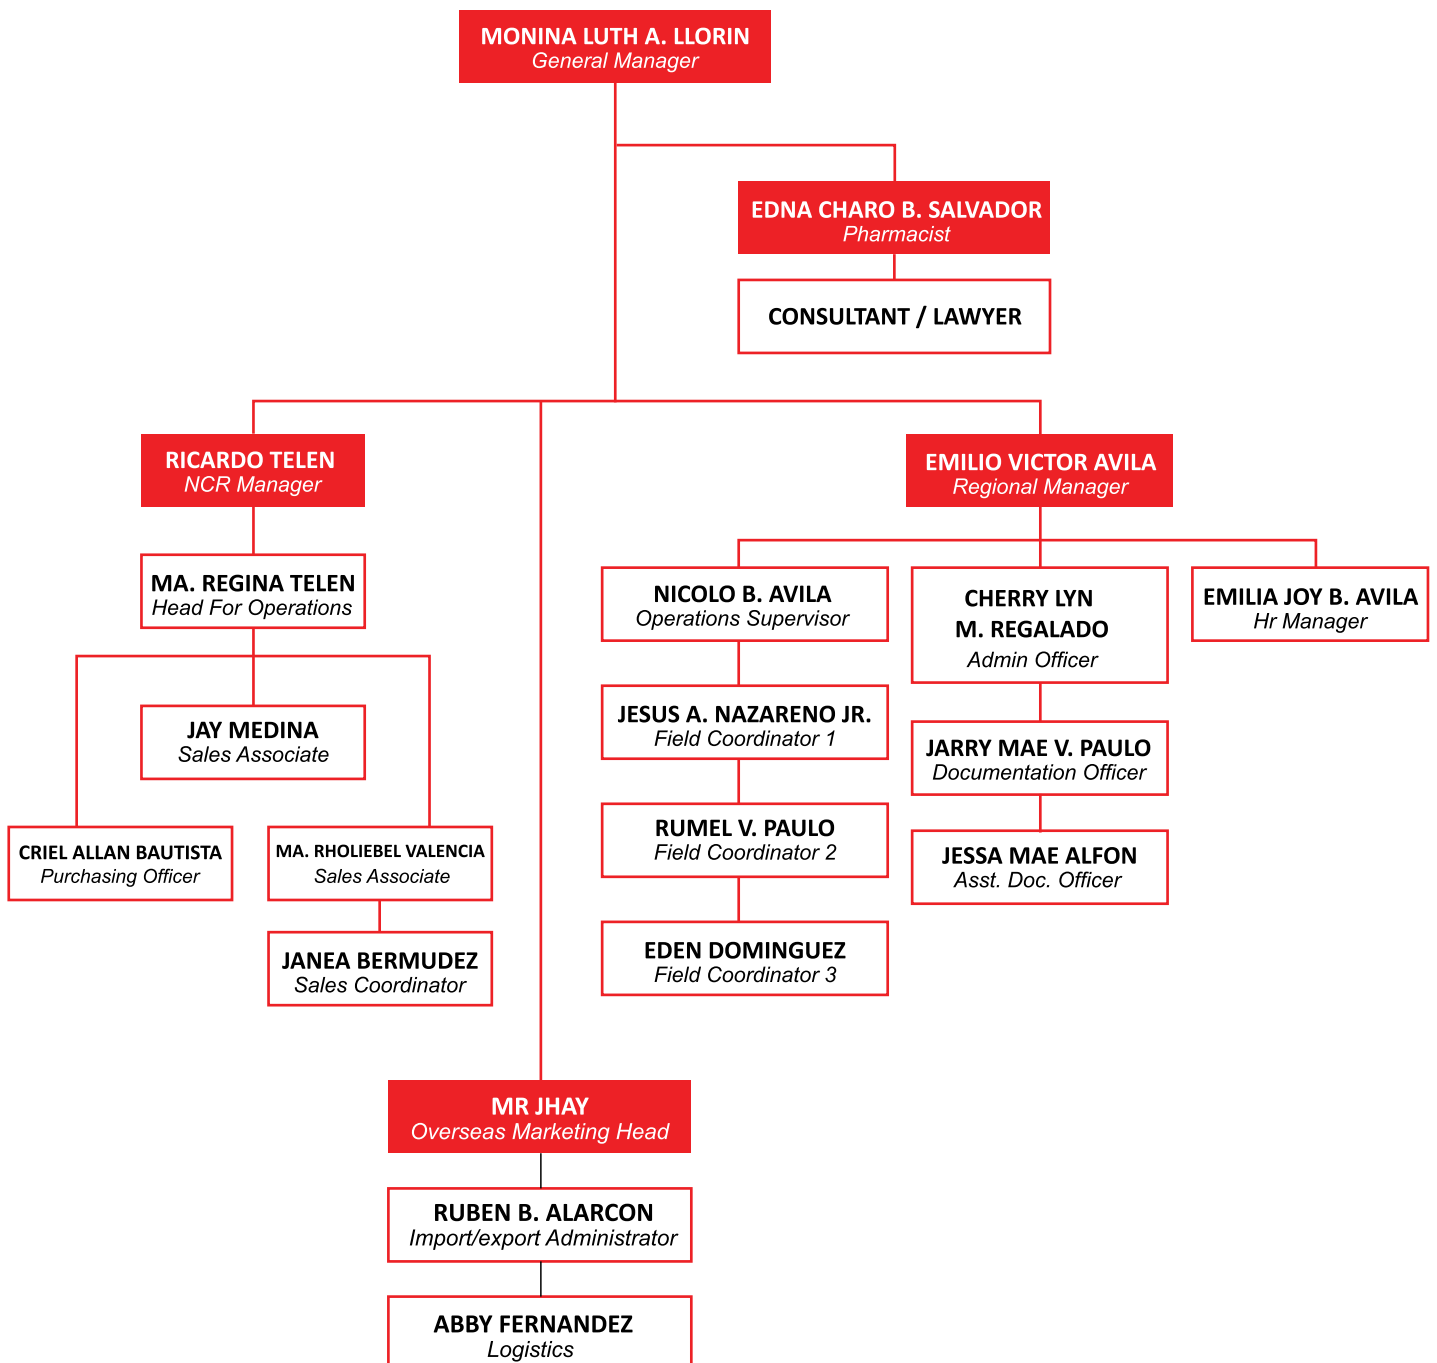 MONINA LUTH A. LLORIN
General Manager
EDNA CHARO B. SALVADOR
Pharmacist
CONSULTANT / LAWYER
RICARDO TELEN
NCR Manager
MA. REGINA TELEN
Head For Operations
JAY MEDINA
Sales Associate
CRIEL ALLAN BAUTISTA
Purchasing Officer
MA. RHOLIEBEL VALENCIA
Sales Associate
JANEA BERMUDEZ
Sales Coordinator
EMILIO VICTOR AVILA
Regional Manager
NICOLO B. AVILA
Operations Supervisor
JESUS A. NAZARENO JR.
Field Coordinator 1
RUMEL V. PAULO
Field Coordinator 2
EDEN DOMINGUEZ
Field Coordinator 3
CHERRY LYN
M. REGALADO
Admin Officer
JARRY MAE V. PAULO
Documentation Officer
JESSA MAE ALFON
Asst. Doc. Officer
EMILIA JOY B. AVILA
Hr Manager
MR JHAY
Overseas Marketing Head
RUBEN B. ALARCON
Import/export Administrator
ABBY FERNANDEZ
Logistics